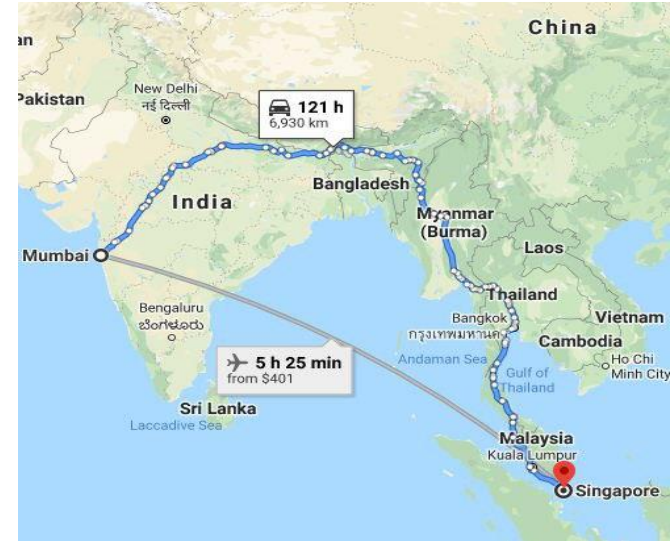 China
an
New Delhi
नई दिल्ली
Pakistan
121 h
6,930 km
Bangladesh
India
Myanmar
(Burma)
Laos
Mumbai
Thailand
Bengaluru
ಬೆಂಗಳೂರು
Bangkok
กรุงเทพมหานคร
Vietnam
Cambodia
5 h 25 min
from $401
Andaman Sea
Ho Chi
Minh City
Gulf of
Thailand
Sri Lanka
Laccadive Sea
Malaysia
Kuala Lumpur
Singapore